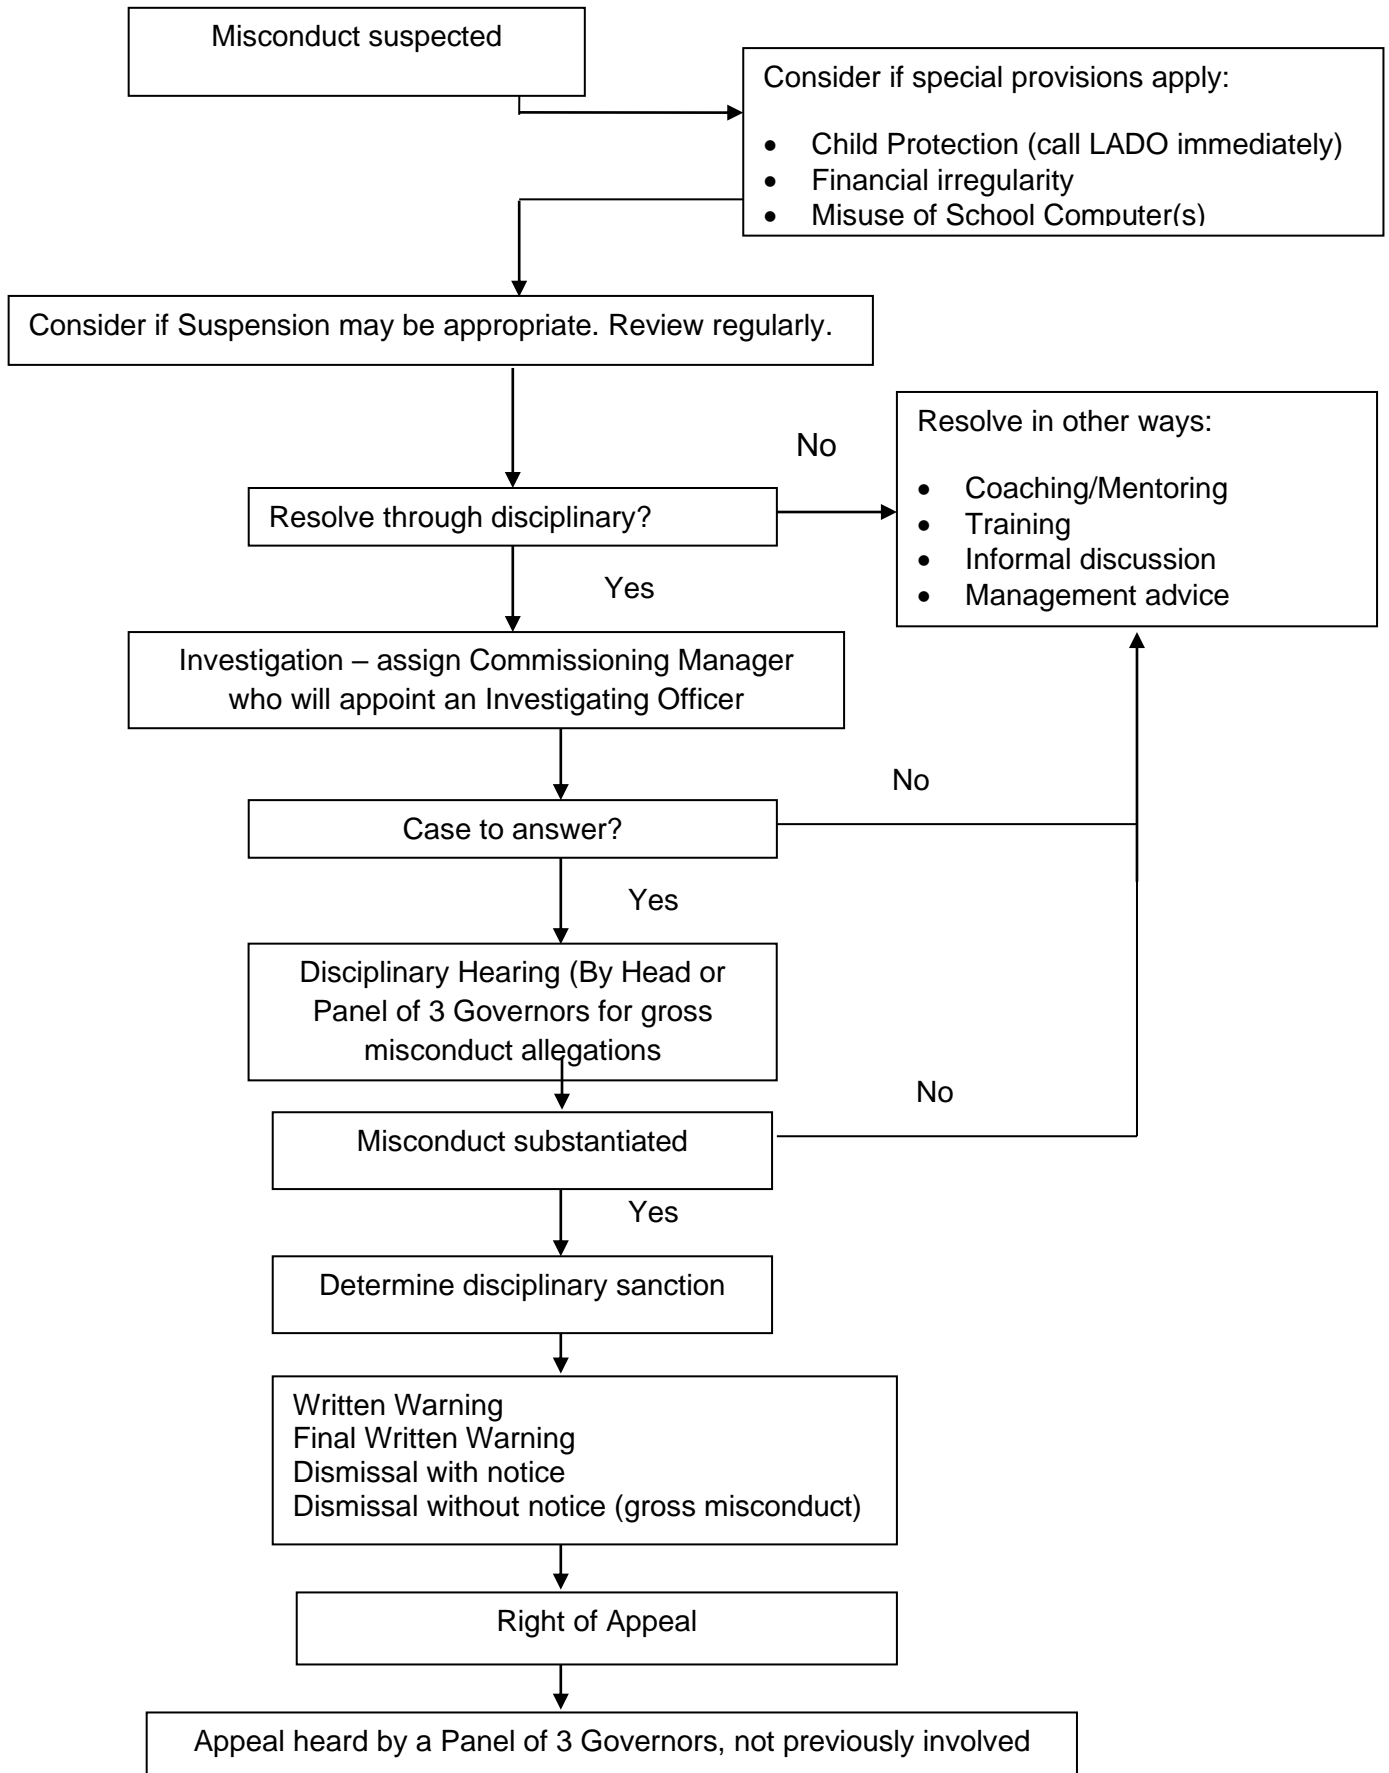 Misconduct suspected
Consider if special provisions apply:
• Child Protection (call LADO immediately)
• Financial irregularity
• Misuse of School Computer(s)
Consider if Suspension may be appropriate. Review regularly.
No
Resolve in other ways:
• Coaching/Mentoring
• Training
• Informal discussion
• Management advice
Resolve through disciplinary?
Yes
Investigation – assign Commissioning Manager
who will appoint an Investigating Officer
No
Case to answer?
Yes
Disciplinary Hearing (By Head or
Panel of 3 Governors for gross
misconduct allegations
No
Misconduct substantiated
Yes
Determine disciplinary sanction
Written Warning
Final Written Warning
Dismissal with notice
Dismissal without notice (gross misconduct)
Right of Appeal
Appeal heard by a Panel of 3 Governors, not previously involved